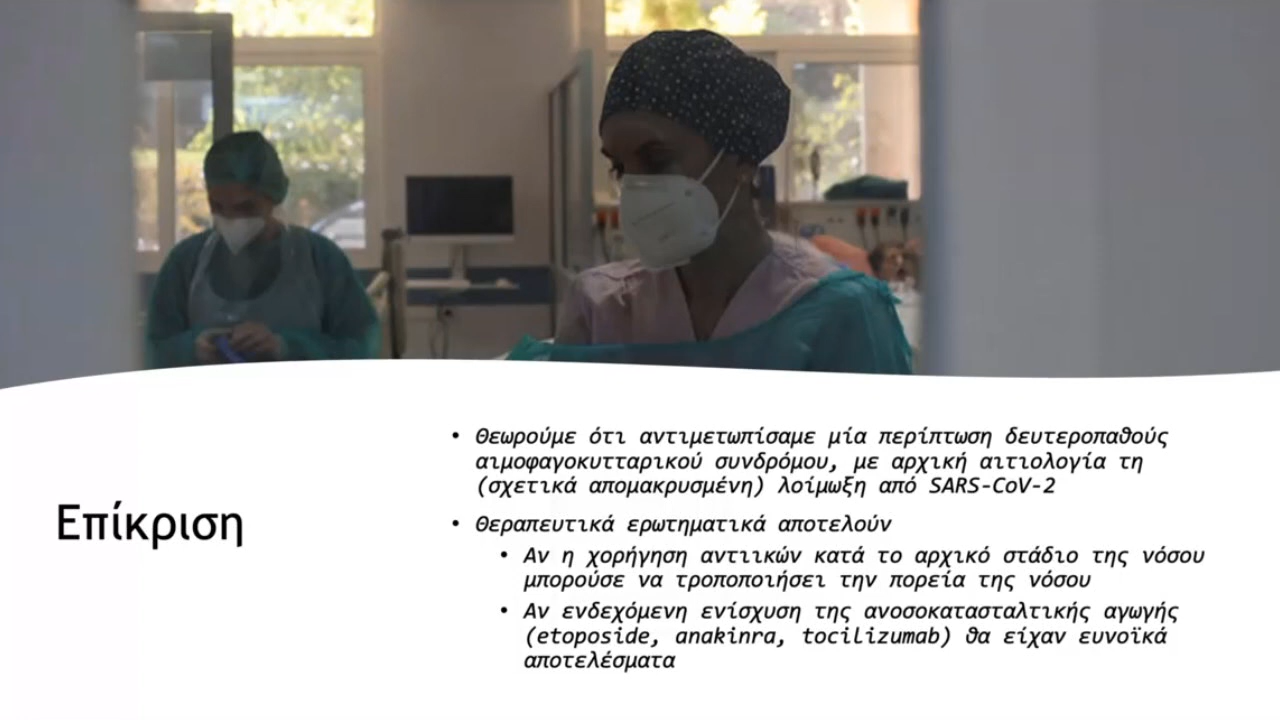 Επίκριση
• Θεωρούμε ότι αντιμετωπίσαμε μία περίπτωση δευτεροπαθούς
αιμοφαγοκυτταρικού συνδρόμου, με αρχική αιτιολογία τη
(σχετικά απομακρυσμένη) λοίμωξη από SARS-CoV-2
• Θεραπευτικά ερωτηματικά αποτελούν
• Αν η χορήγηση αντιικών κατά το αρχικό στάδιο της νόσου
μπορούσε να τροποποιήσει την πορεία της νόσου
• Αν ενδεχόμενη ενίσχυση της ανοσοκατασταλτικής αγωγής
(etoposide, anakinra, tocilizumab) θα είχαν ευνοϊκά
αποτελέσματα